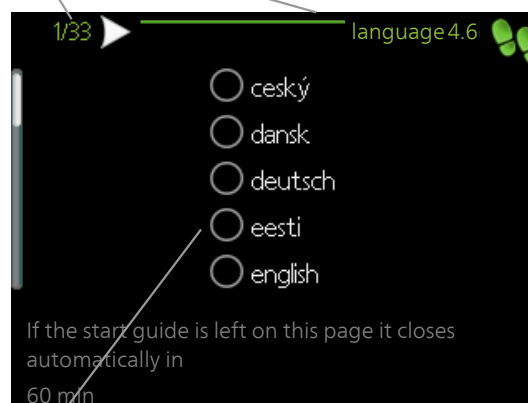 1/33
language 4.6
ceský
dansk
deutsch
eesti
english
If the start guide is left on this page it closes
automatically in
60 min